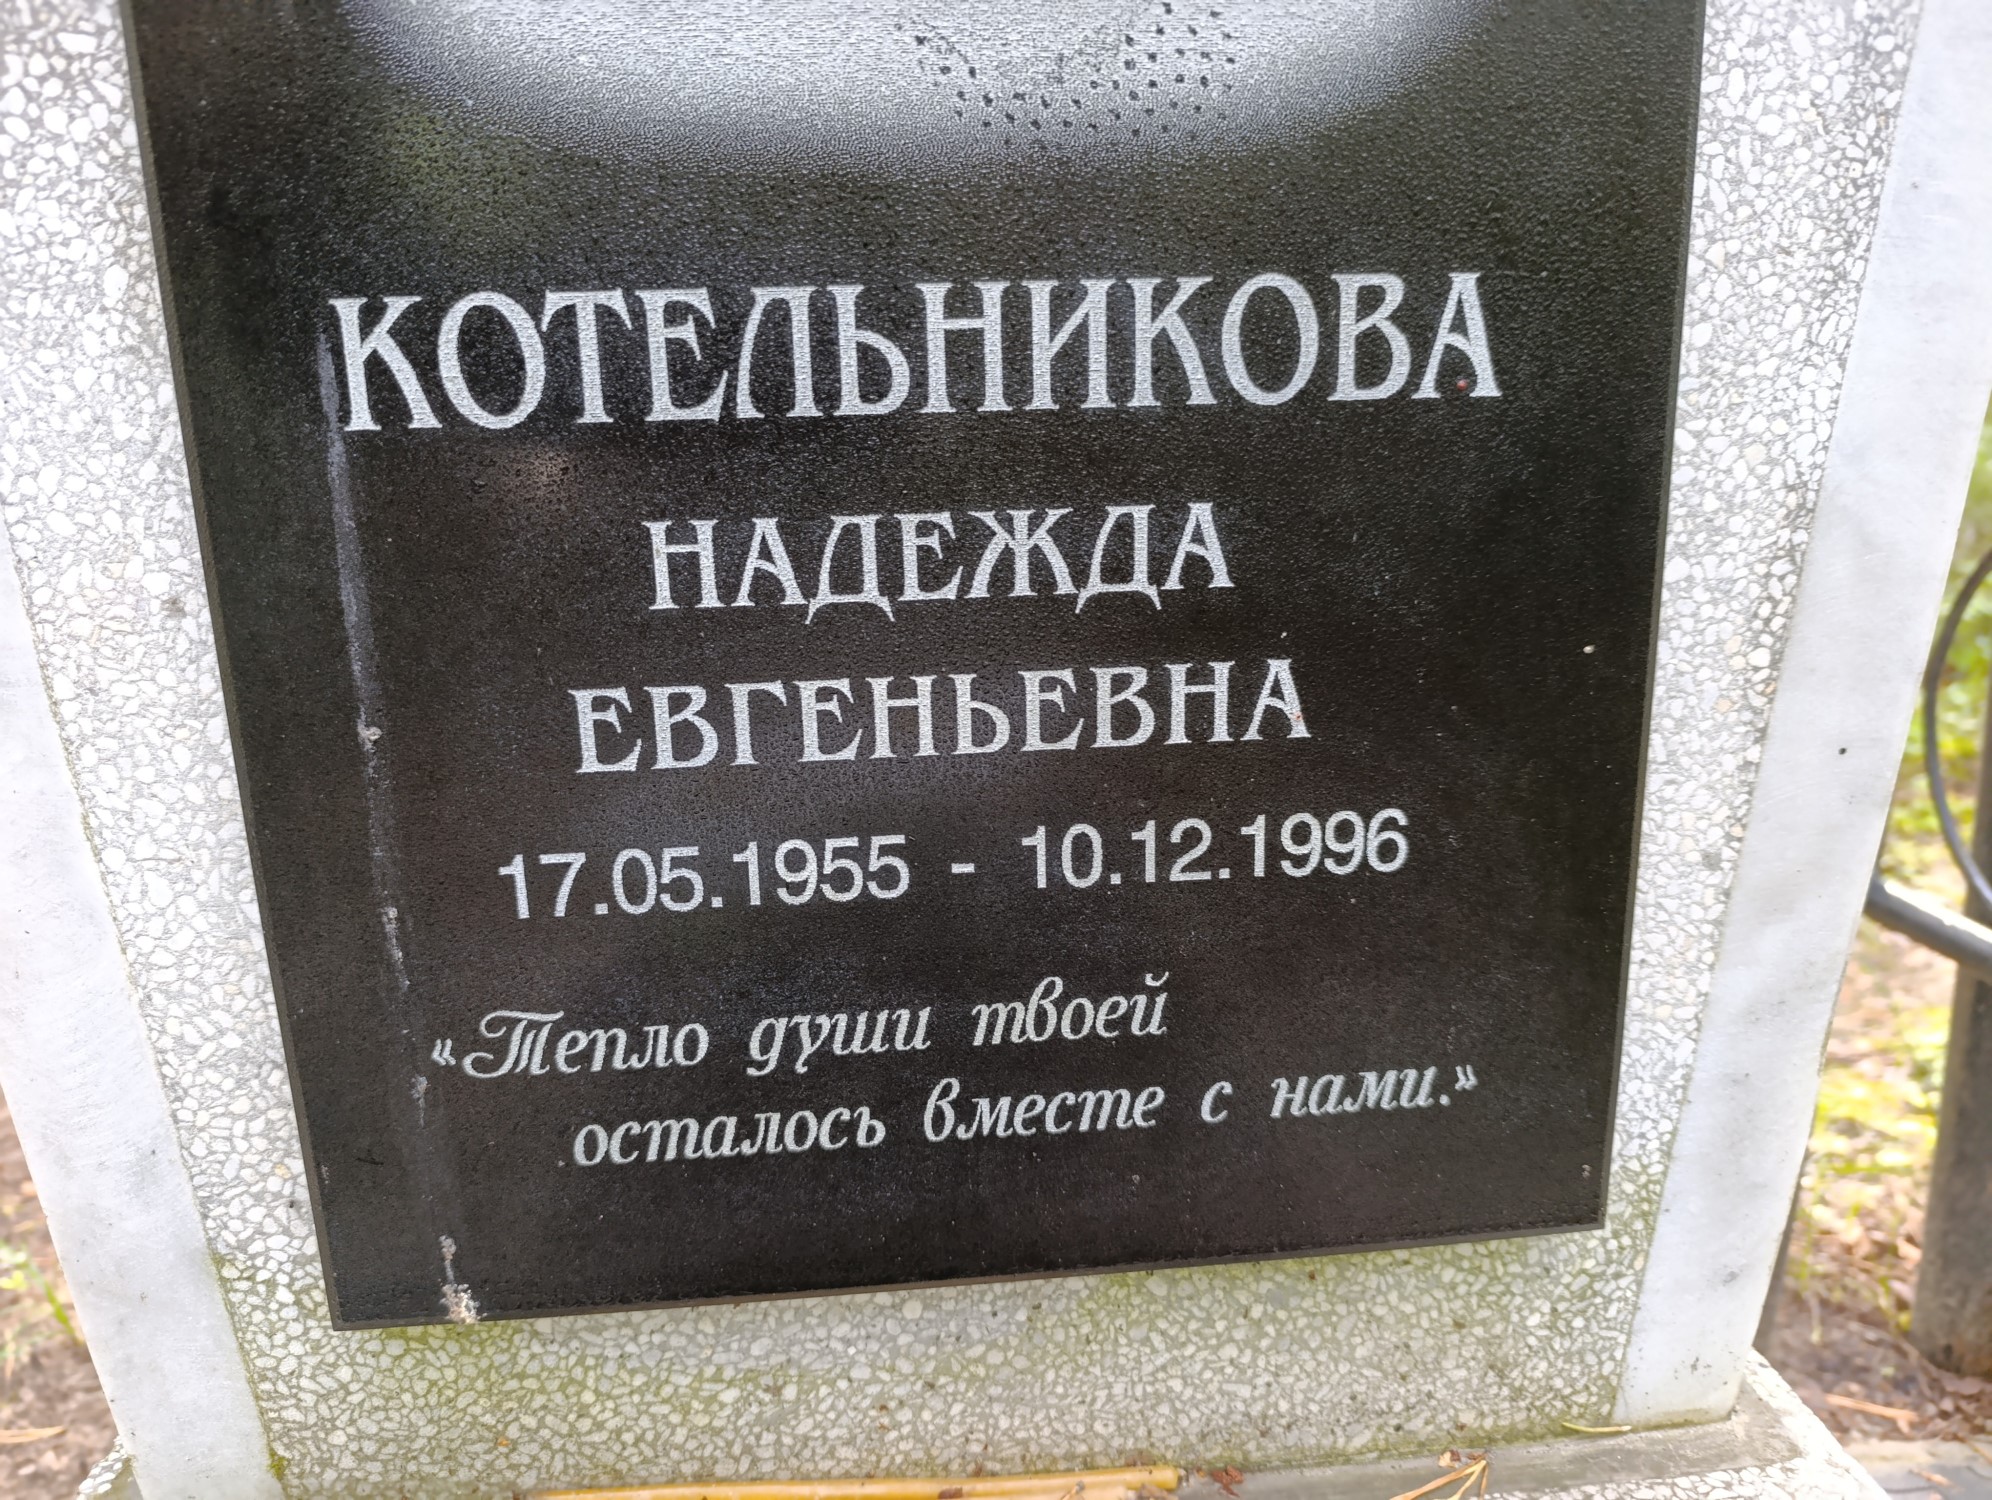 КОТЕЛЬНИКОВА
НАДЕЖДА
ЕВГЕНЬЕВНА
17.05.1955 - 10.12.1996
«Тепло души твоей
осталось вместе с нами.»